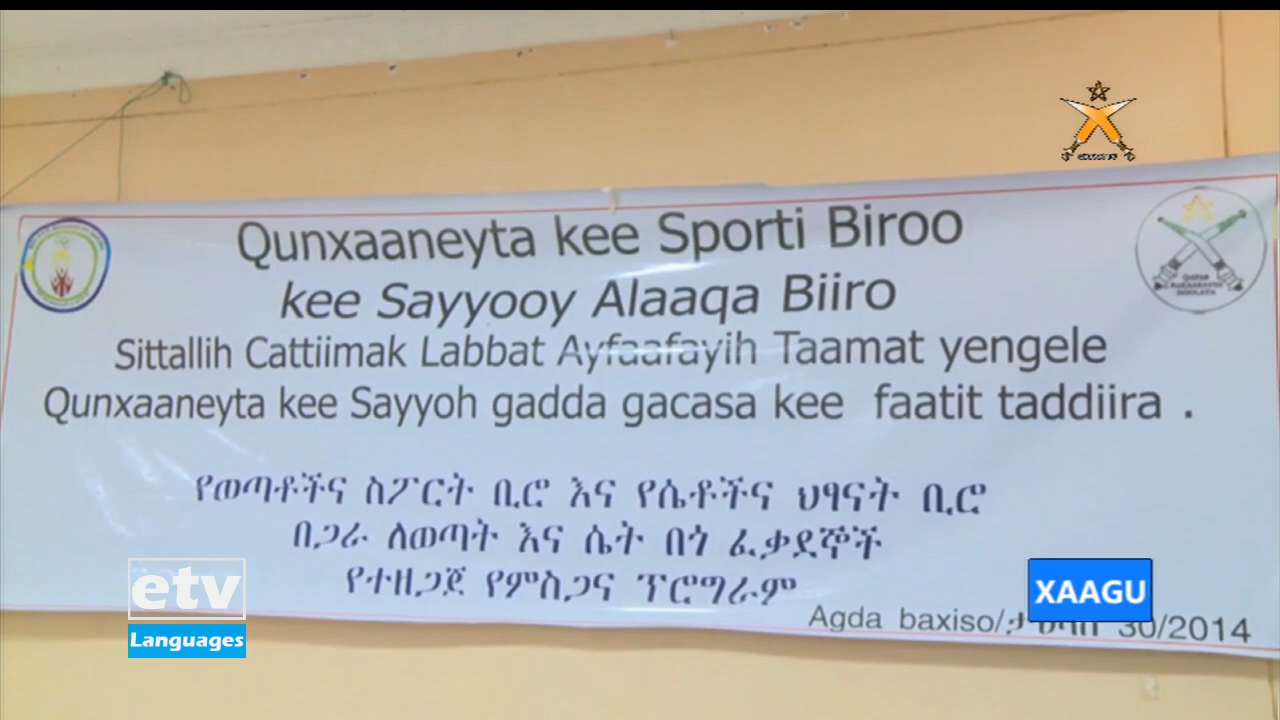 Qunxaaneyta kee Sporti Biroo
kee Sayyooy Alaaqa Biiro
Sittallih Cattiimak Labbat Ayfaafayih Taamat yengele
Qunxaaneyta kee Sayyoh gadda gacasa kee faatit taddiira .
የወጣቶችና ስፖርት ቢሮ እና የሴቶችና ህፃናት ቢሮ
በጋራ ለወጣት እና ሴት በጎ ፈቃደኞች
የተዘጋጀ የምስጋና ፕሮግራም
Agda baxiso/ 30/2014
etv
Languages
XAAGU